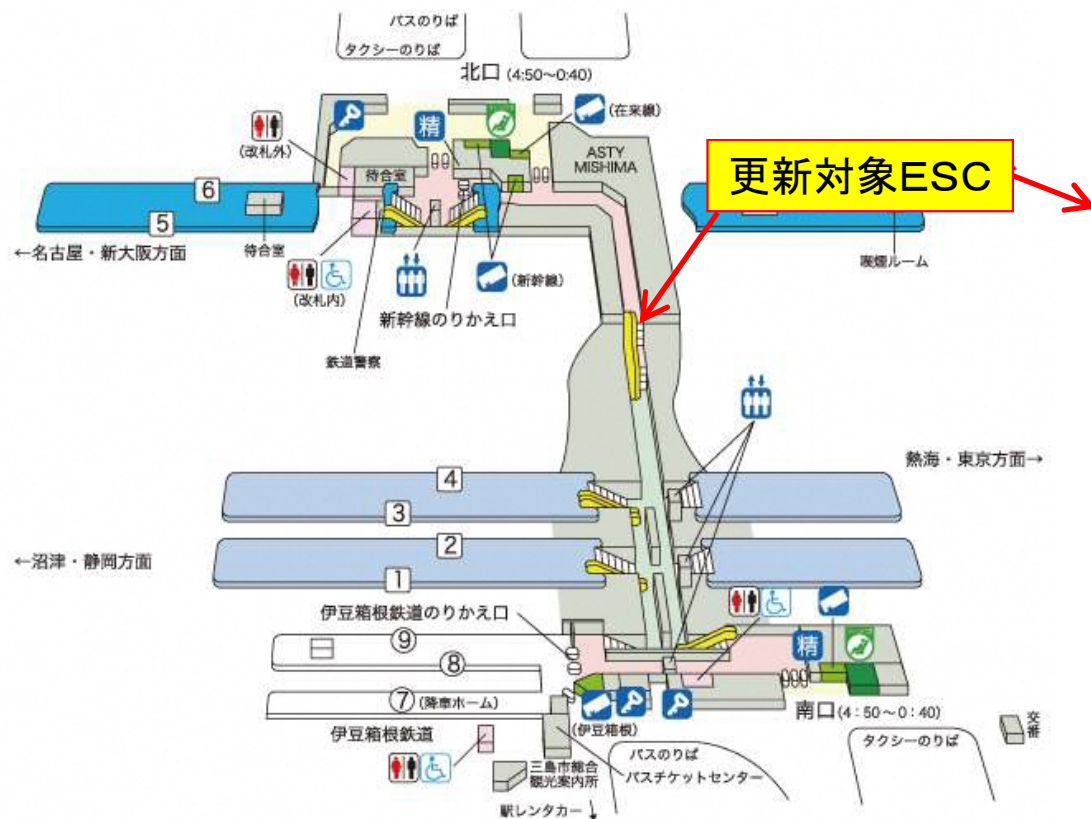 バスのりば
タクシーのりば
北口 (4:50～0:40)
(改札外)
精
(在来線)
待合室
ASTY
MISHIMA
更新対象ESC
6
5
←名古屋・新大阪方面
待合室
(改札内)
(新幹線)
新幹線のりかえ口
鉄道警察
喫煙ルーム
熱海・東京方面→
4
3
2
1
←沼津・静岡方面
伊豆箱根鉄道のりかえ口
⑨
⑧
⑦(降車ホーム)
伊豆箱根鉄道
(伊豆箱根)
精
南口(4:50～0:40)
交番
バスのりば
バスチケットセンター
タクシーのりば
三島市総合
観光案内所
駅レンタカー